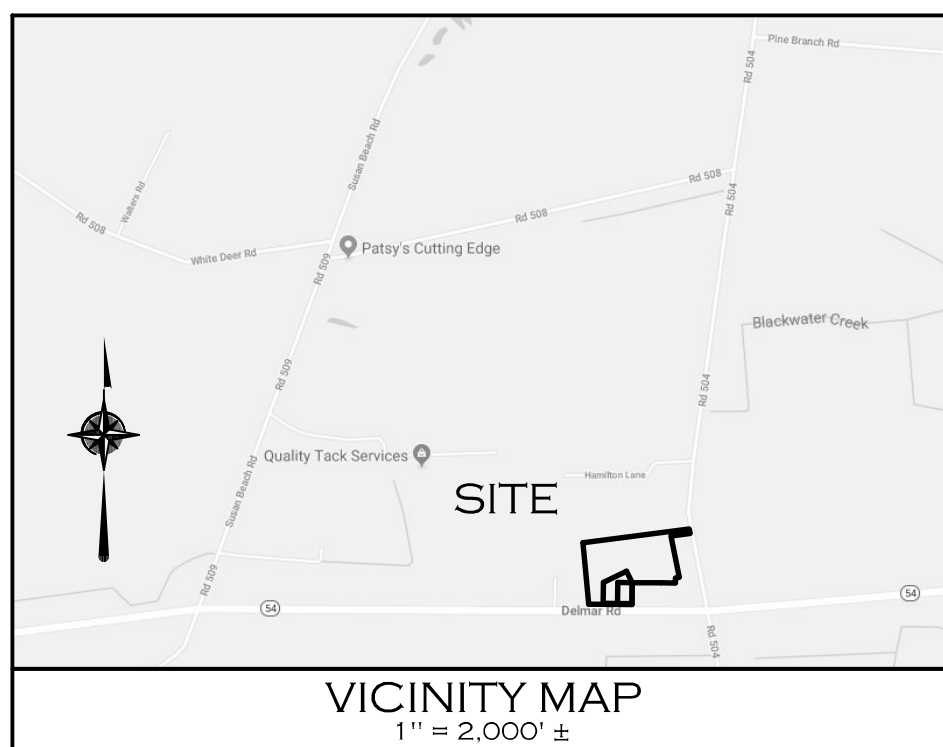 Pine Branch Rd
Rd 504
Susan Beach Rd
Rd 508
Rd 504
Walters Rd
Rd 508
Rd 508
White Deer Rd
Patsy's Cutting Edge
Rd 509
Blackwater Creek
Rd 509
Rd 504
Quality Tack Services
Hamilton Lane
Susan Beach Rd
SITE
Rd 509
54
Delmar Rd
54
Rd 504
VICINITY MAP
1" = 2,000' ±